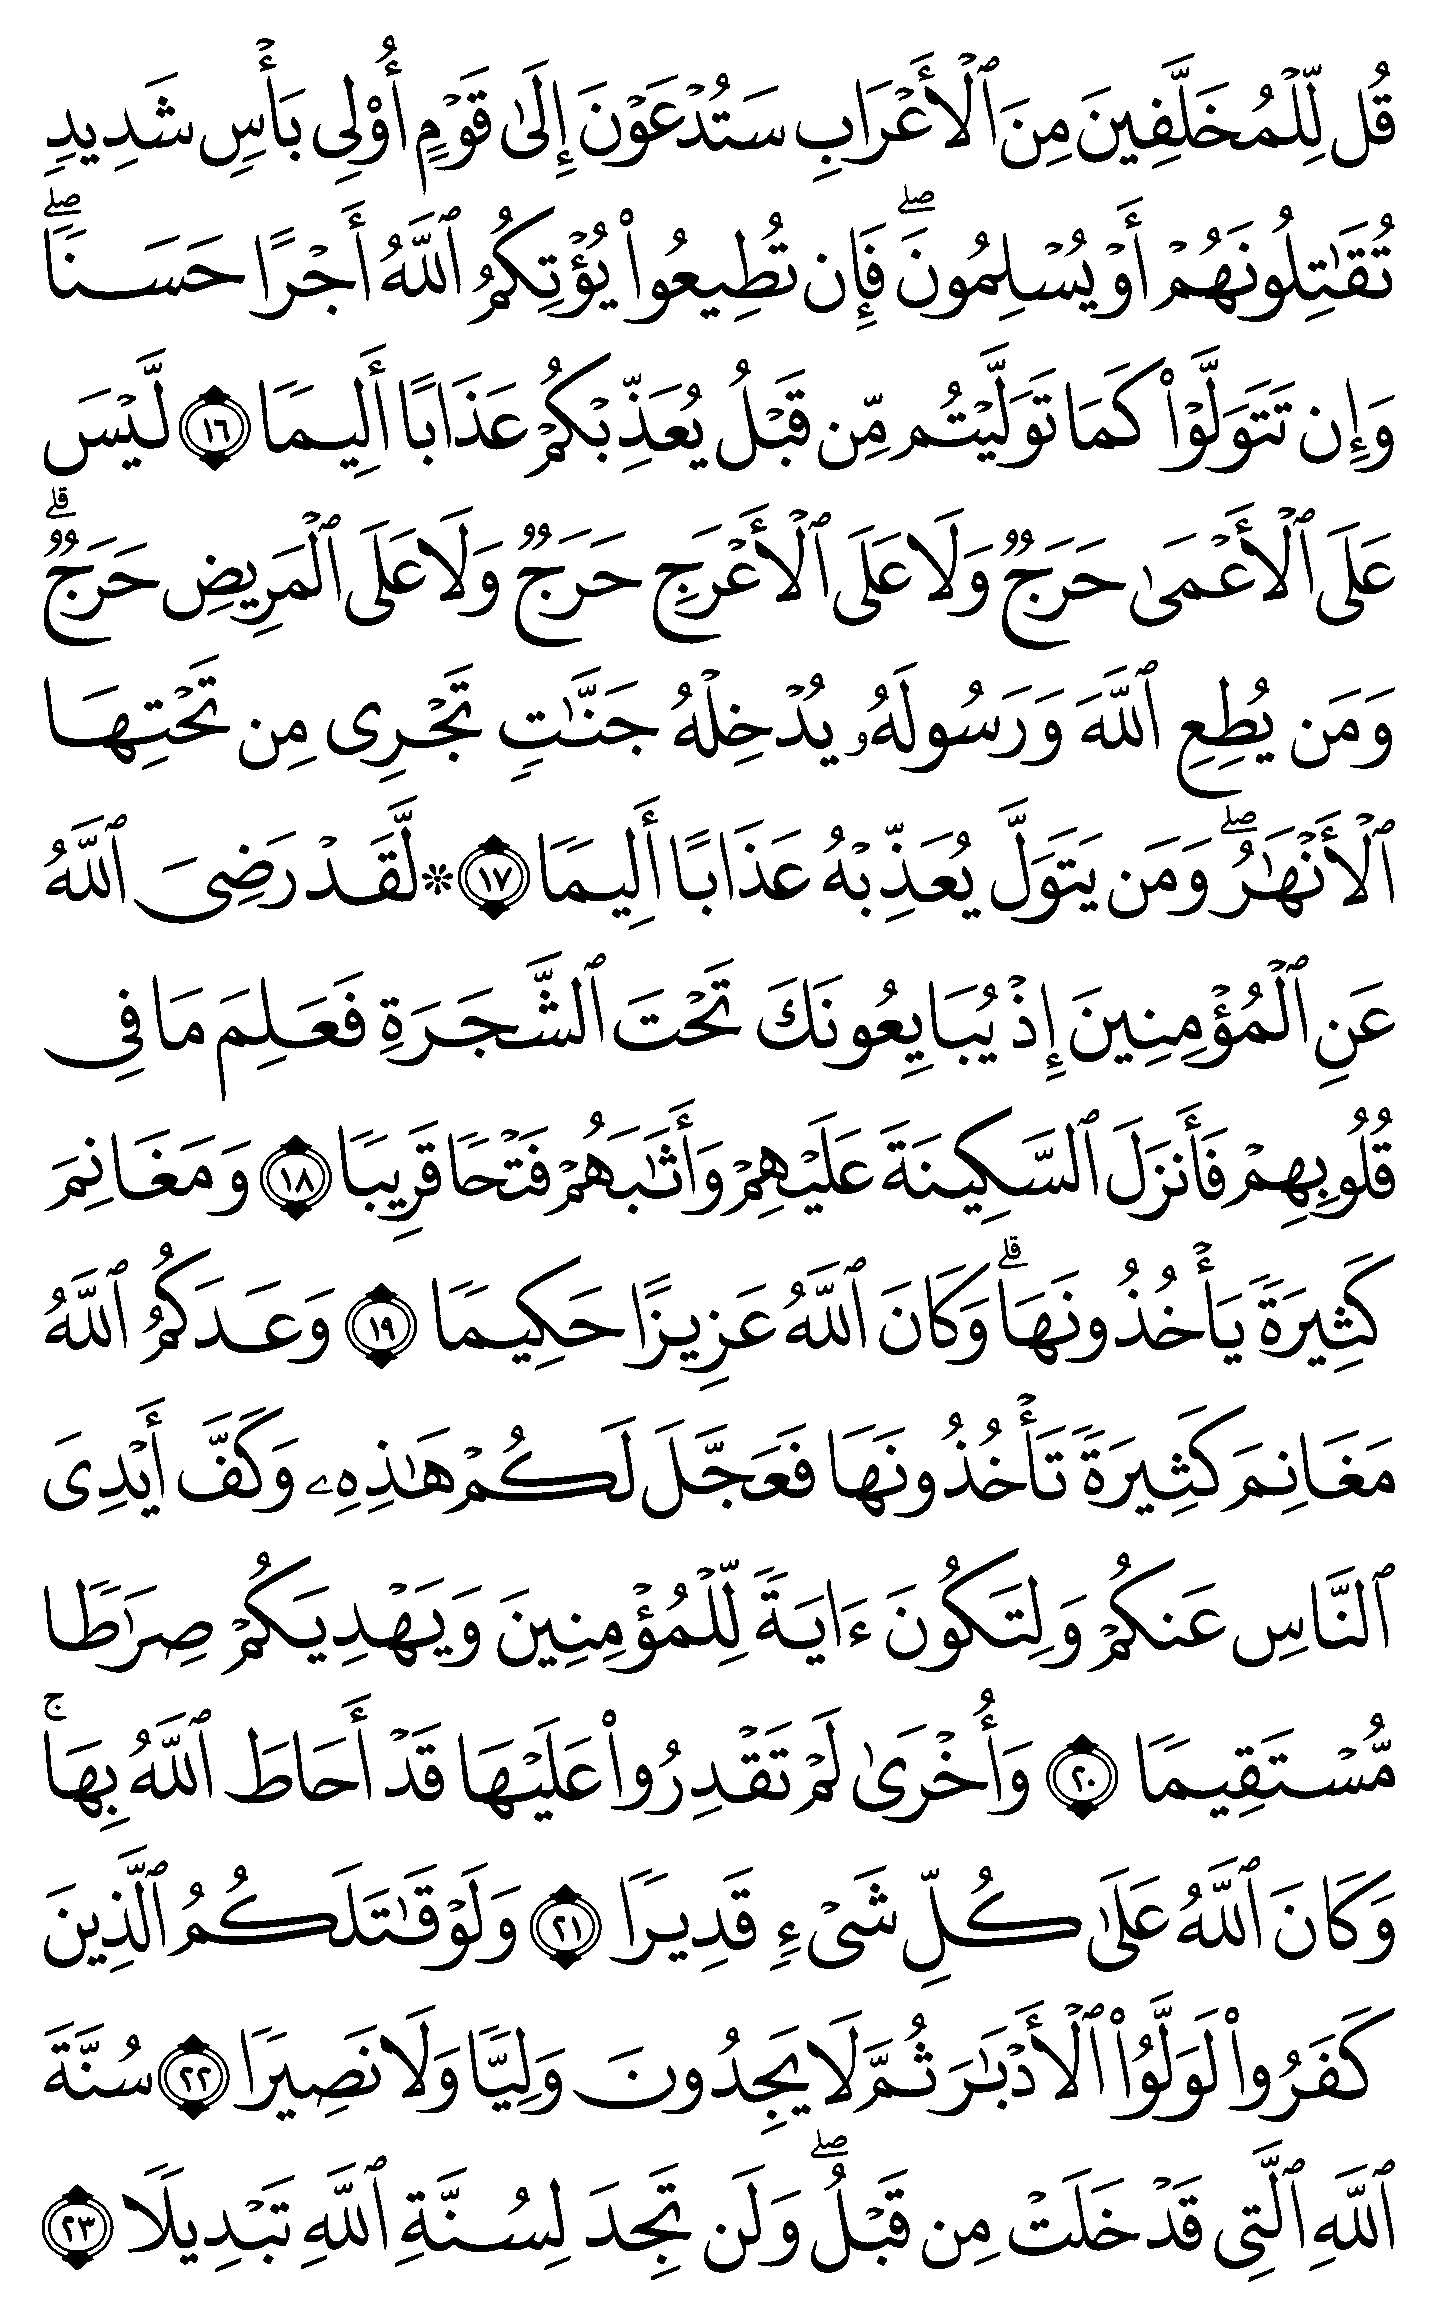 قُل لِّلْمُخَلَّفِينَ مِنَ ٱلْأَعْرَابِ سَتُدْعَوْنَ إِلَىٰ قَوْمٍ أُو۟لِى بَأْسٍ شَدِيدٍ
تُقَـٰتِلُونَهُمْ أَوْ يُسْلِمُونَ ۖ فَإِن تُطِيعُوا۟ يُؤْتِكُمُ ٱللَّهُ أَجْرًا حَسَنًا ۖ
وَإِن تَتَوَلَّوْا۟ كَمَا تَوَلَّيْتُم مِّن قَبْلُ يُعَذِّبْكُمْ عَذَابًا أَلِيمًا ١٦ لَّيْسَ
عَلَى ٱلْأَعْمَىٰ حَرَجٌ وَلَا عَلَى ٱلْأَعْرَجِ حَرَجٌ وَلَا عَلَى ٱلْمَرِيضِ حَرَجٌ ۗ
وَمَن يُطِعِ ٱللَّهَ وَرَسُولَهُۥ يُدْخِلْهُ جَنَّـٰتٍ تَجْرِى مِن تَحْتِهَا
ٱلْأَنْهَـٰرُ ۖ وَمَن يَتَوَلَّ يُعَذِّبْهُ عَذَابًا أَلِيمًا ١٧ ۞ لَّقَدْ رَضِىَ ٱللَّهُ
عَنِ ٱلْمُؤْمِنِينَ إِذْ يُبَايِعُونَكَ تَحْتَ ٱلشَّجَرَةِ فَعَلِمَ مَا فِى
قُلُوبِهِمْ فَأَنزَلَ ٱلسَّكِينَةَ عَلَيْهِمْ وَأَثَـٰبَهُمْ فَتْحًا قَرِيبًا ١٨ وَمَغَانِمَ
كَثِيرَةً يَأْخُذُونَهَا ۗ وَكَانَ ٱللَّهُ عَزِيزًا حَكِيمًا ١٩ وَعَدَكُمُ ٱللَّهُ
مَغَانِمَ كَثِيرَةً تَأْخُذُونَهَا فَعَجَّلَ لَكُمْ هَـٰذِهِۦ وَكَفَّ أَيْدِىَ
ٱلنَّاسِ عَنكُمْ وَلِتَكُونَ ءَايَةً لِّلْمُؤْمِنِينَ وَيَهْدِيَكُمْ صِرَٰطًا
مُّسْتَقِيمًا ٢٠ وَأُخْرَىٰ لَمْ تَقْدِرُوا۟ عَلَيْهَا قَدْ أَحَاطَ ٱللَّهُ بِهَا ۚ
وَكَانَ ٱللَّهُ عَلَىٰ كُلِّ شَىْءٍ قَدِيرًا ٢١ وَلَوْ قَـٰتَلَكُمُ ٱلَّذِينَ
كَفَرُوا۟ لَوَلَّوُا۟ ٱلْأَدْبَـٰرَ ثُمَّ لَا يَجِدُونَ وَلِيًّا وَلَا نَصِيرًا ٢٢ سُنَّةَ
ٱللَّهِ ٱلَّتِى قَدْ خَلَتْ مِن قَبْلُ ۖ وَلَن تَجِدَ لِسُنَّةِ ٱللَّهِ تَبْدِيلًا ٢٣